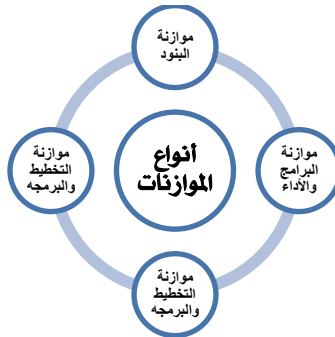 موازنة
البنود
أنواع
الموازنات
موازنة
البرامج
والأداء
موازنة
التخطيط
والبرمجه
موازنة
التخطيط
والبرمجه